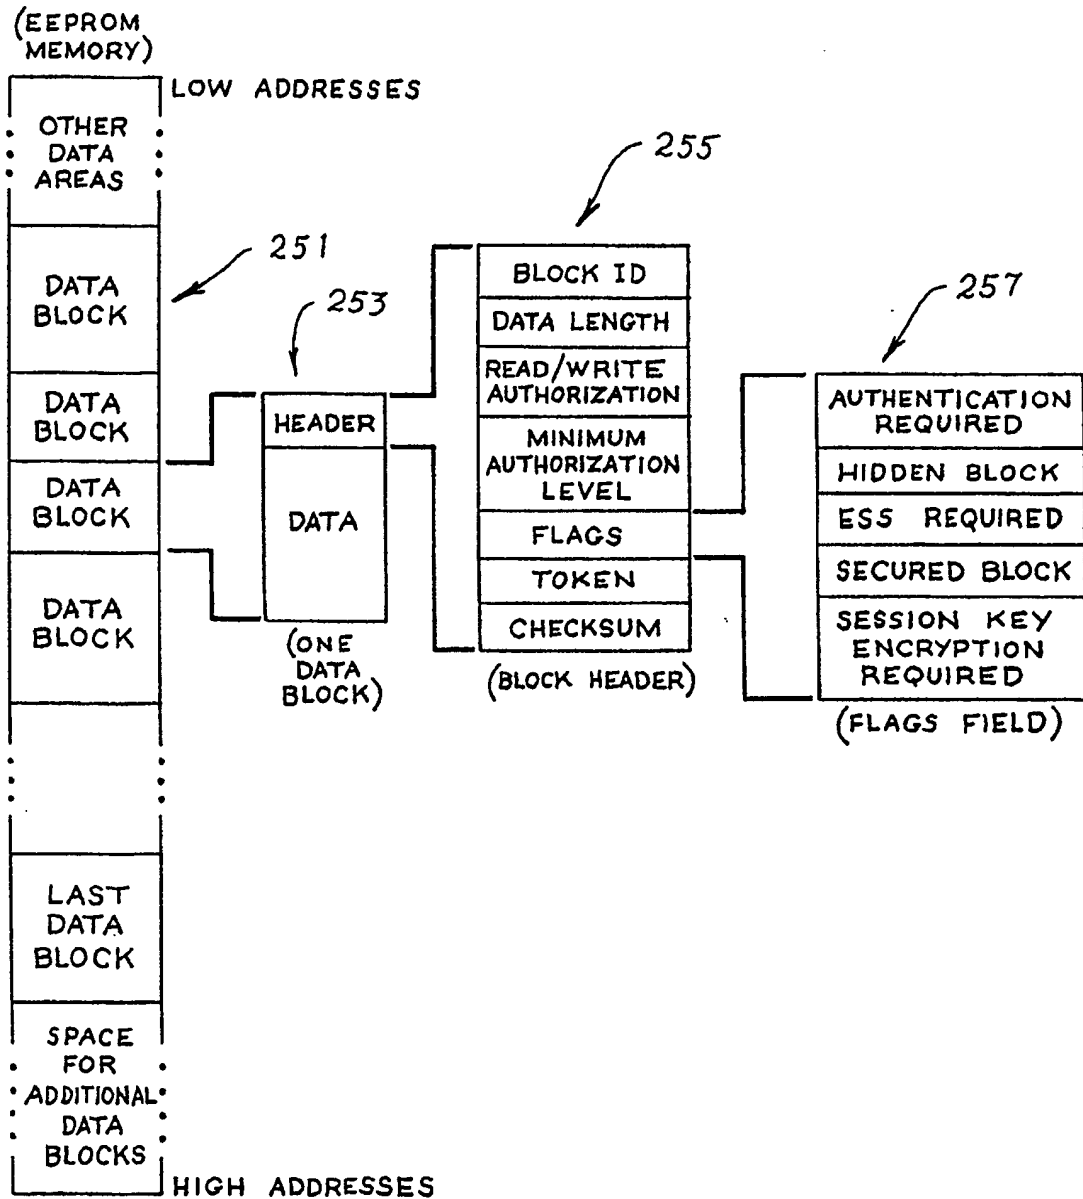 (EEPROM
MEMORY)
LOW ADDRESSES
OTHER
DATA
AREAS
DATA
BLOCK
DATA
BLOCK
DATA
BLOCK
DATA
BLOCK
LAST
DATA
BLOCK
SPACE
FOR
ADDITIONAL
DATA
BLOCKS
HIGH ADDRESSES
251
253
HEADER
DATA
(ONE
DATA
BLOCK)
255
BLOCK ID
DATA LENGTH
READ/WRITE
AUTHORIZATION
MINIMUM
AUTHORIZATION
LEVEL
FLAGS
TOKEN
CHECKSUM
(BLOCK HEADER)
257
AUTHENTICATION
REQUIRED
HIDDEN BLOCK
ESS REQUIRED
SECURED BLOCK
SESSION KEY
ENCRYPTION
REQUIRED
(FLAGS FIELD)